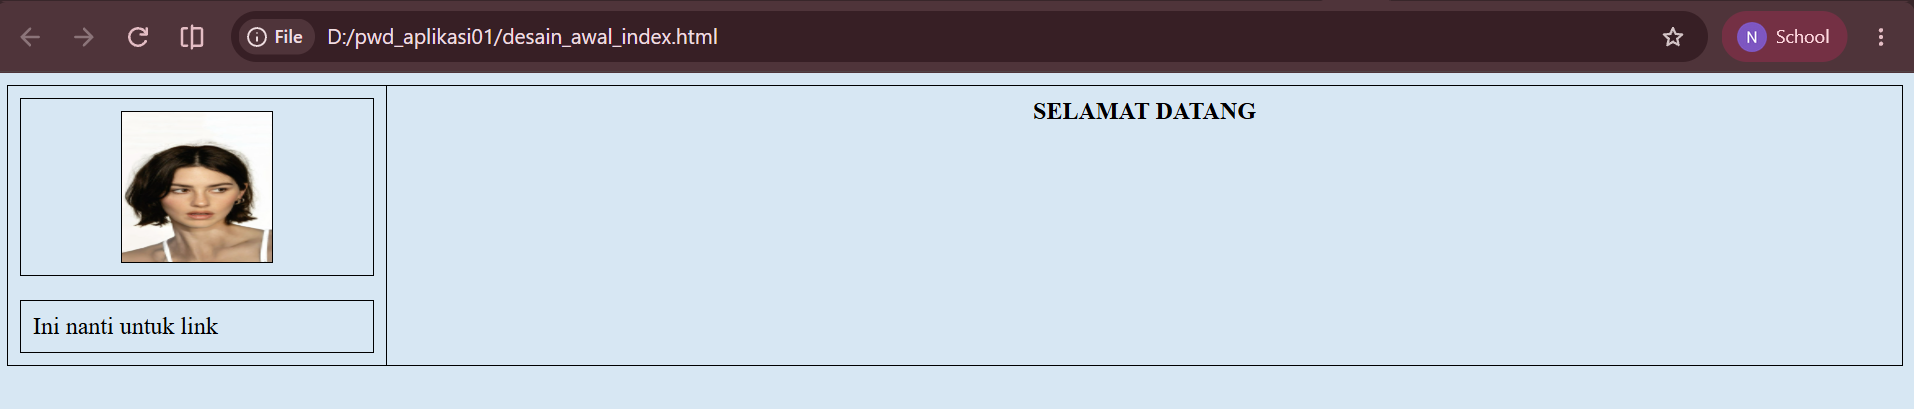 File D:/pwd_aplikasi01/desain_awal_index.html N School
SELAMAT DATANG
Ini nanti untuk link